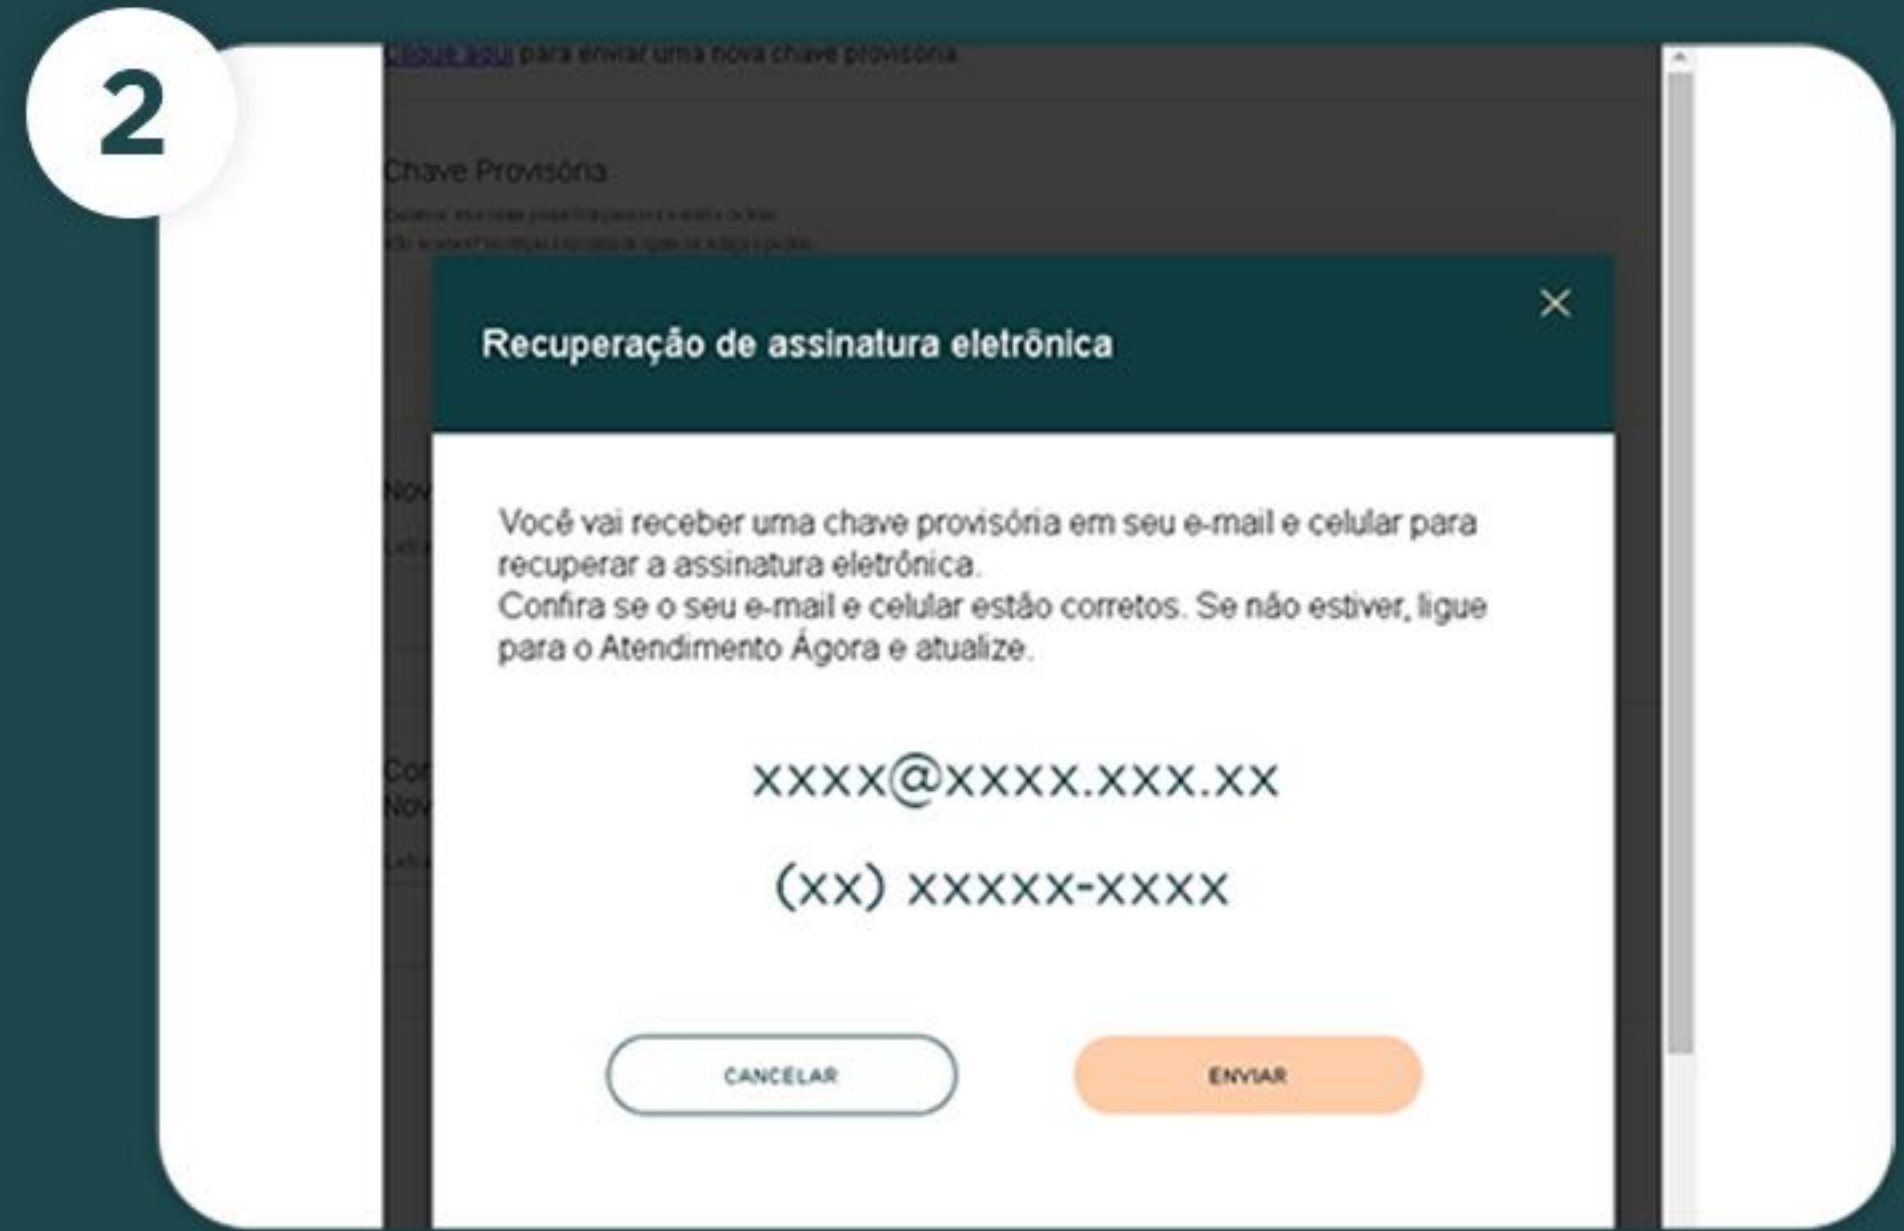 2
Clique aqui para enviar uma nova chave provisória.
Chave Provisória
Recuperação de assinatura eletrônica
Você vai receber uma chave provisória em seu e-mail e celular para
recuperar a assinatura eletrônica.
Confira se o seu e-mail e celular estão corretos. Se não estiver, ligue
para o Atendimento Ágora e atualize.
xxxx@xxxx.xxx.xx
(xx) xxxxx-xxxx
CANCELAR
ENVIAR